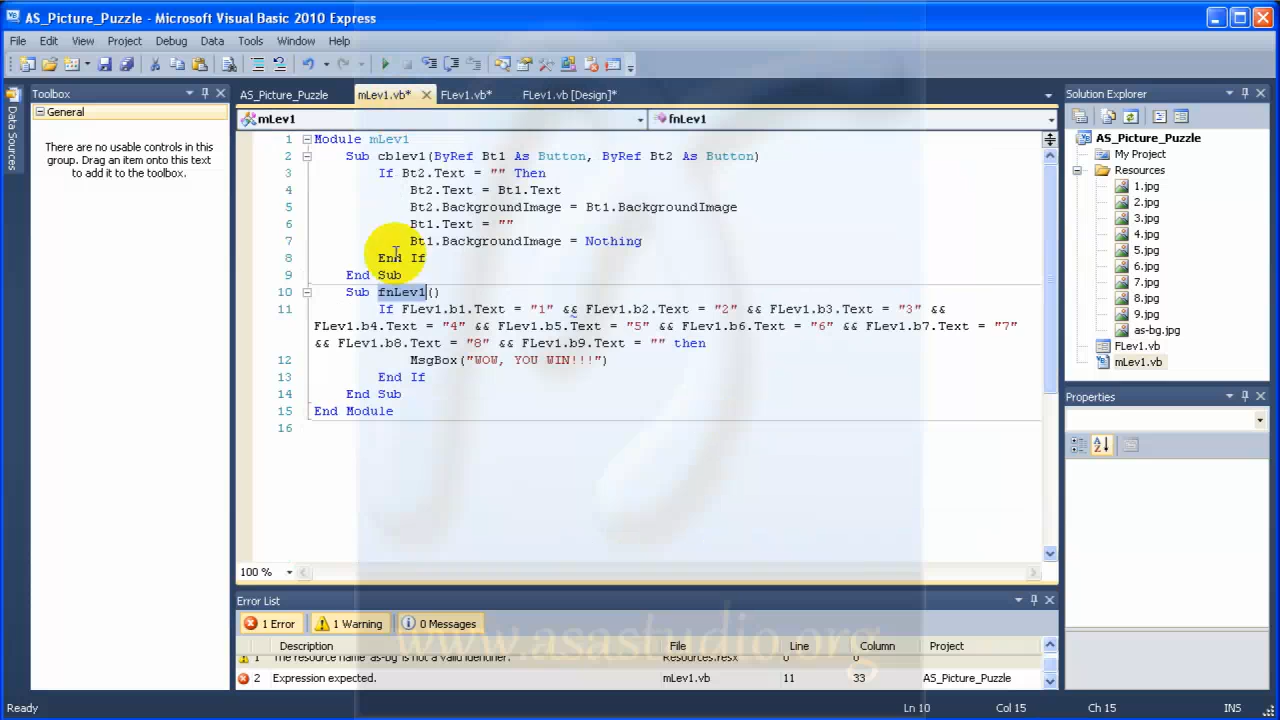 AS_Picture_Puzzle - Microsoft Visual Basic 2010 Express
File Edit View Project Debug Data Tools Window Help
Toolbox
General
There are no usable controls in this
group. Drag an item onto this text
to add it to the toolbox.
Data Sources
AS_Picture_Puzzle mLev1.vb* FLev1.vb* FLev1.vb [Design]*
mLev1 fnLev1
1 Module mLev1
2 Sub cblev1(ByRef Bt1 As Button, ByRef Bt2 As Button)
3 If Bt2.Text = "" Then
4 Bt2.Text = Bt1.Text
5 Bt2.BackgroundImage = Bt1.BackgroundImage
6 Bt1.Text = ""
7 Bt1.BackgroundImage = Nothing
8 End If
9 End Sub
10 Sub fnLev1()
11 If FLev1.b1.Text = "1" && FLev1.b2.Text = "2" && FLev1.b3.Text = "3" &&
FLev1.b4.Text = "4" && FLev1.b5.Text = "5" && FLev1.b6.Text = "6" && FLev1.b7.Text = "7"
&& FLev1.b8.Text = "8" && FLev1.b9.Text = "" then
12 MsgBox("WOW, YOU WIN!!!")
13 End If
14 End Sub
15 End Module
16
100 %
Solution Explorer
AS_Picture_Puzzle
My Project
Resources
1.jpg
2.jpg
3.jpg
4.jpg
5.jpg
6.jpg
7.jpg
8.jpg
9.jpg
as-bg.jpg
FLev1.vb
mLev1.vb
Properties
Error List
1 Error 1 Warning 0 Messages
Description File Line Column Project
1 The resource name 'as-bg' is not a valid identifier. Resources.resx 0 0
2 Expression expected. mLev1.vb 11 33 AS_Picture_Puzzle
www.asastudio.org
Ready Ln 10 Col 15 Ch 15 INS